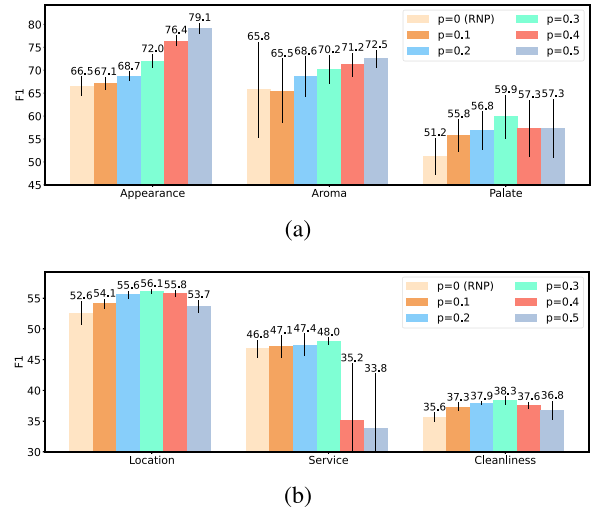 80
75
70
65
60
55
50
45
F1
66.5 67.1 68.7 72.0 76.4 79.1
65.8 65.5 68.6 70.2 71.2 72.5
51.2 55.8 56.8 59.9 57.3 57.3
p=0 (RNP) p=0.3
p=0.1 p=0.4
p=0.2 p=0.5
Appearance Aroma Palate
(a)
55
50
45
40
35
30
F1
52.6 54.1 55.6 56.1 55.8 53.7
46.8 47.1 47.4 48.0 35.2 33.8
35.6 37.3 37.9 38.3 37.6 36.8
p=0 (RNP) p=0.3
p=0.1 p=0.4
p=0.2 p=0.5
Location Service Cleanliness
(b)